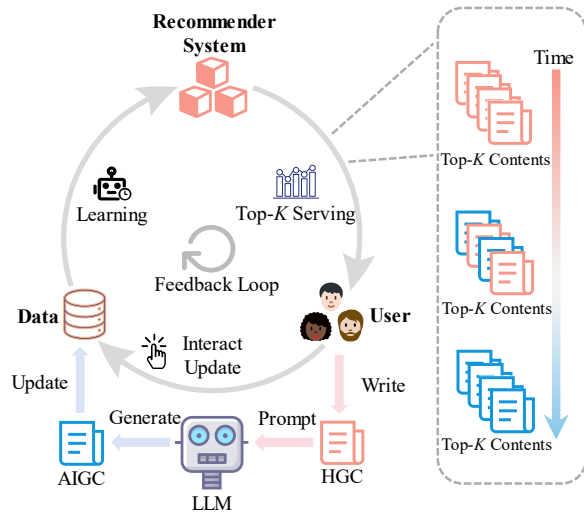 Recommender
System
Time
Top-K Contents
Learning
Top-K Serving
Feedback Loop
Top-K Contents
Data
User
Interact
Update
Update
Write
Generate
Prompt
Top-K Contents
AIGC
LLM
HGC